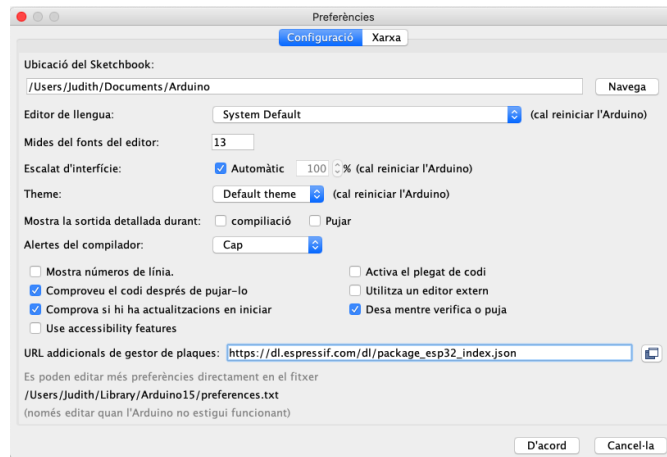 Preferències
Configuració Xarxa
Ubicació del Sketchbook:
/Users/Judith/Documents/Arduino Navega
Editor de llengua: System Default (cal reiniciar l'Arduino)
Mides del fonts del editor: 13
Escalat d'interfície: Automàtic 100 % (cal reiniciar l'Arduino)
Theme: Default theme (cal reiniciar l'Arduino)
Mostra la sortida detallada durant: compiliació Pujar
Alertes del compilador: Cap
Mostra números de línia. Activa el plegat de codi
Comproveu el codi després de pujar-lo Utilitza un editor extern
Comprova si hi ha actualitzacions en iniciar Desa mentre verifica o puja
Use accessibility features
URL addicionals de gestor de plaques: https://dl.espressif.com/dl/package_esp32_index.json
Es poden editar més preferències directament en el fitxer
/Users/Judith/Library/Arduino15/preferences.txt
(només editar quan l'Arduino no estigui funcionant)
D'acord Cancel·la